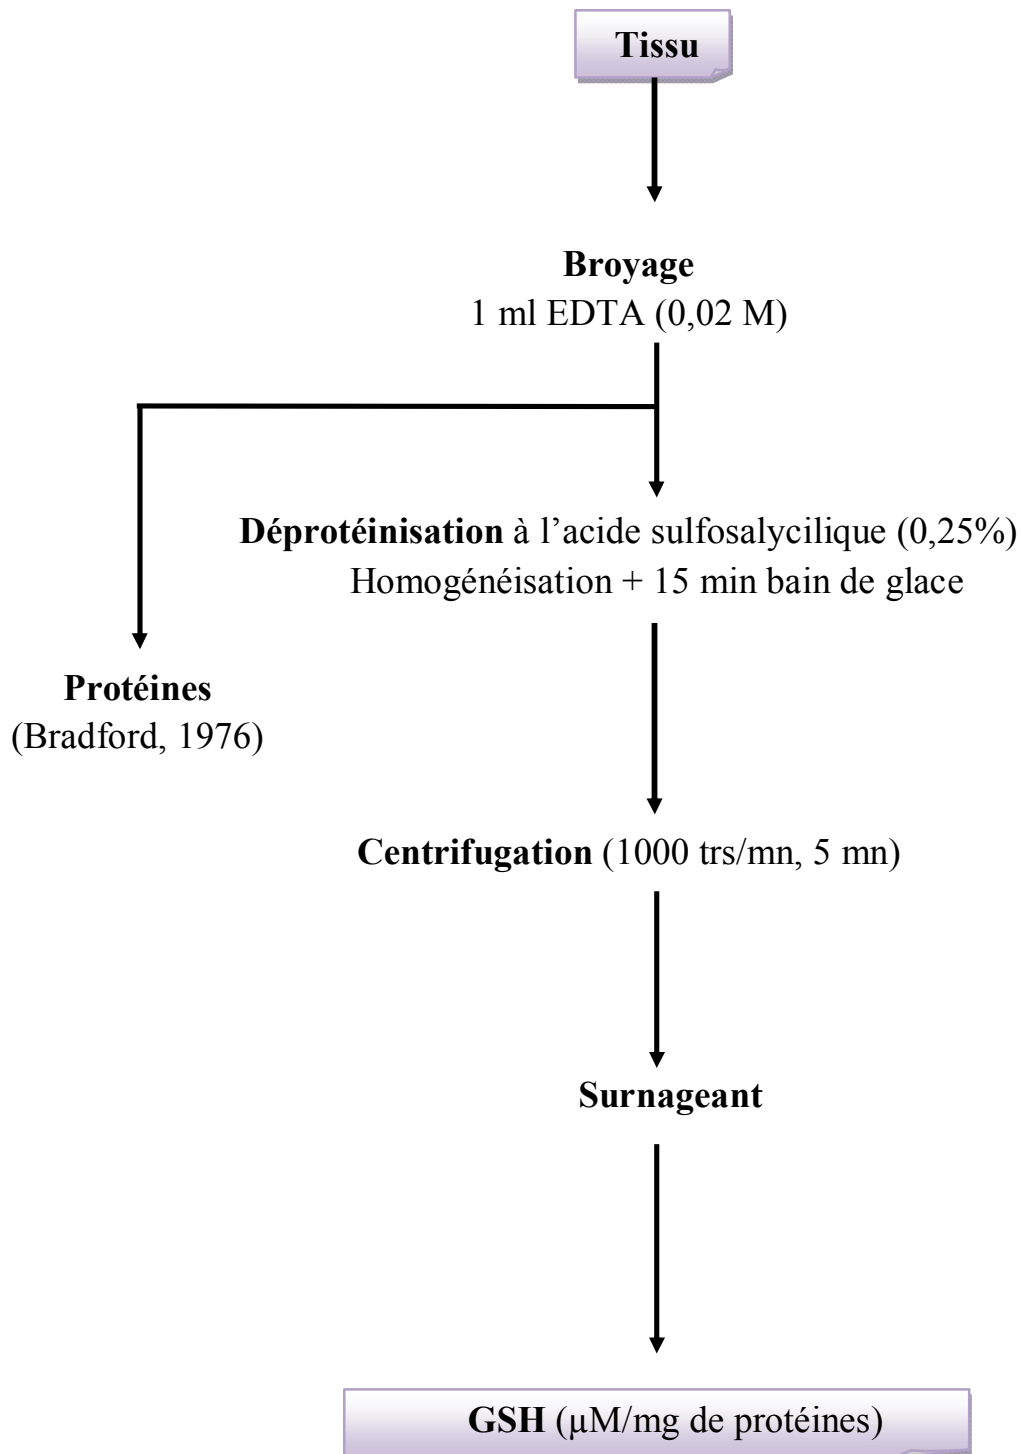 Tissu
Broyage
1 ml EDTA (0,02 M)
Déprotéinisation à l’acide sulfosalycilique (0,25%)
Homogénéisation + 15 min bain de glace
Protéines
(Bradford, 1976)
Centrifugation (1000 trs/mn, 5 mn)
Surnageant
GSH (µM/mg de protéines)